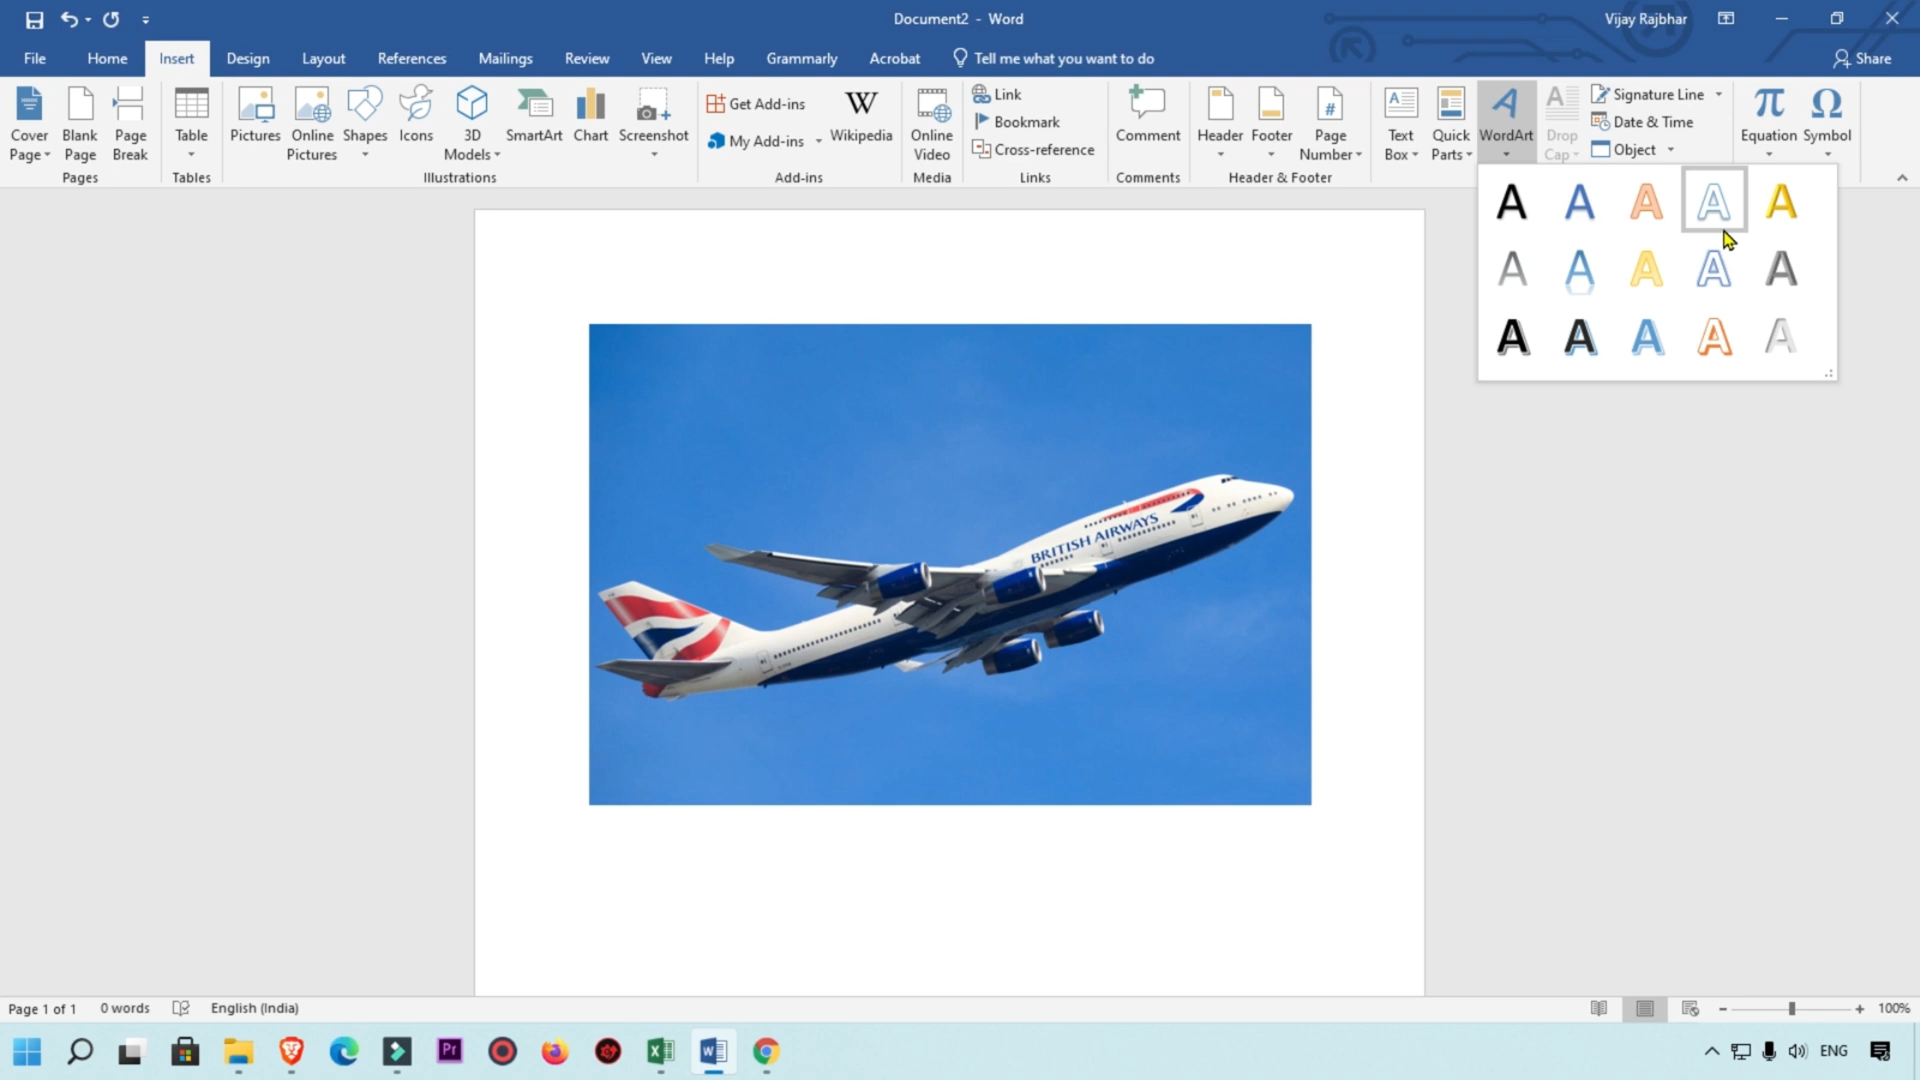 Document2 - Word
Vijay Rajbhar
File Home Insert Design Layout References Mailings Review View Help Grammarly Acrobat Tell me what you want to do Share
Cover Page
Blank Page
Page Break
Pages
Table
Tables
Pictures
Online Pictures
Shapes
Icons
3D Models
SmartArt
Chart
Screenshot
Illustrations
Get Add-ins
My Add-ins
W
Wikipedia
Add-ins
Online Video
Media
Link
Bookmark
Cross-reference
Links
Comment
Comments
Header
Footer
#
Page Number
Header & Footer
A
Text Box
Quick Parts
A
WordArt
A
Drop Cap
Signature Line
Date & Time
Object
π
Equation
Ω
Symbol
A A A A A
A A A A A
A A A A A
BRITISH AIRWAYS
Page 1 of 1 0 words English (India) 100%
Pr
X
W
ENG